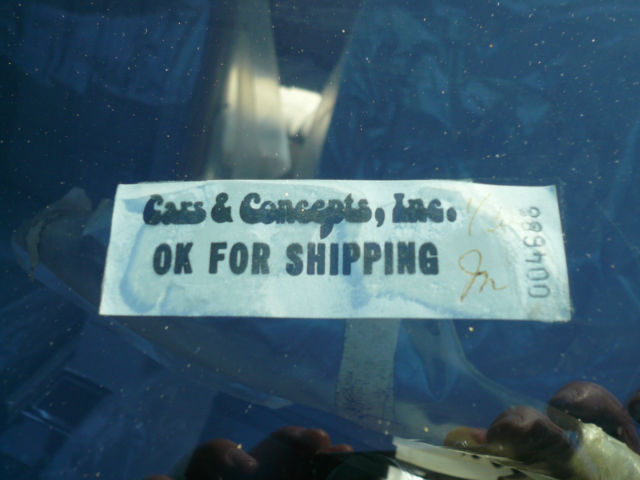 Cars & Concepts, Inc.
OK FOR SHIPPING
004686